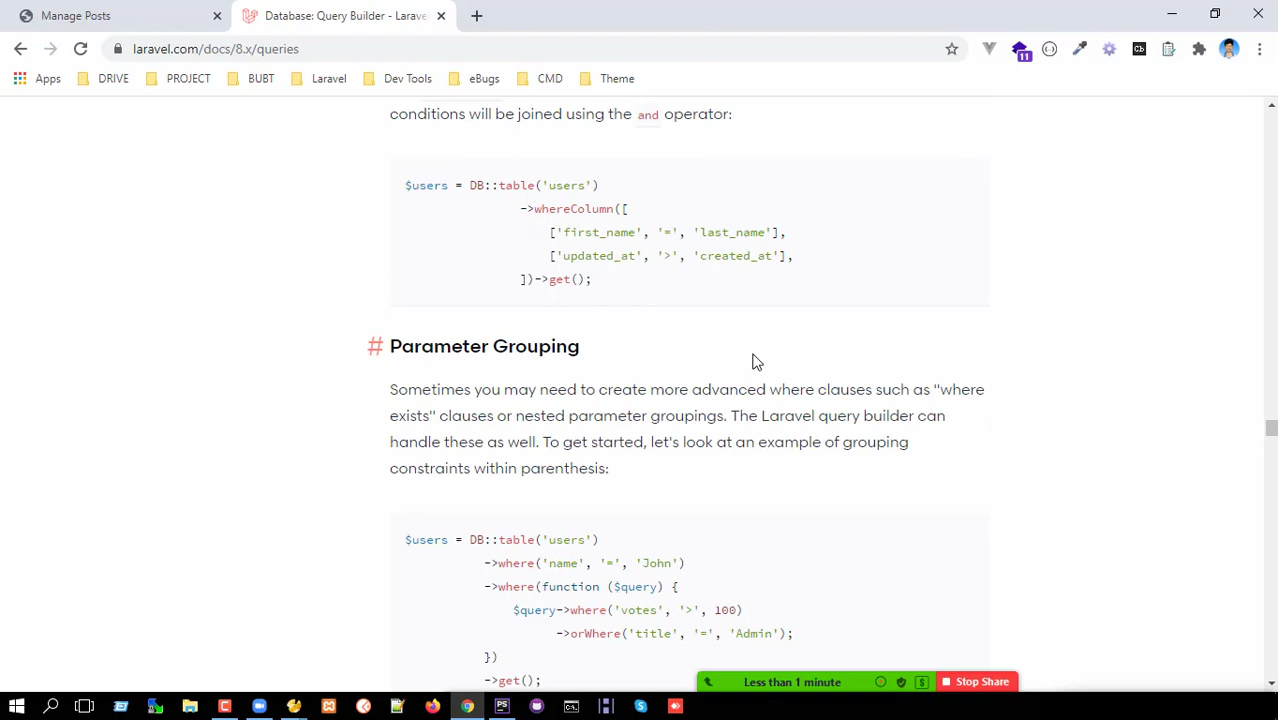 Manage Posts
Database: Query Builder - Larave
laravel.com/docs/8.x/queries
11
Cb
Apps
DRIVE
PROJECT
BUBT
Laravel
Dev Tools
eBugs
CMD
Theme
conditions will be joined using the and operator:
$users = DB::table('users')
->whereColumn([
['first_name', '=', 'last_name'],
['updated_at', '>', 'created_at'],
])->get();
# Parameter Grouping
Sometimes you may need to create more advanced where clauses such as "where
exists" clauses or nested parameter groupings. The Laravel query builder can
handle these as well. To get started, let's look at an example of grouping
constraints within parenthesis:
$users = DB::table('users')
->where('name', '=', 'John')
->where(function ($query) {
$query->where('votes', '>', 100)
->orWhere('title', '=', 'Admin');
})
->get();
Less than 1 minute
$
Stop Share
PS